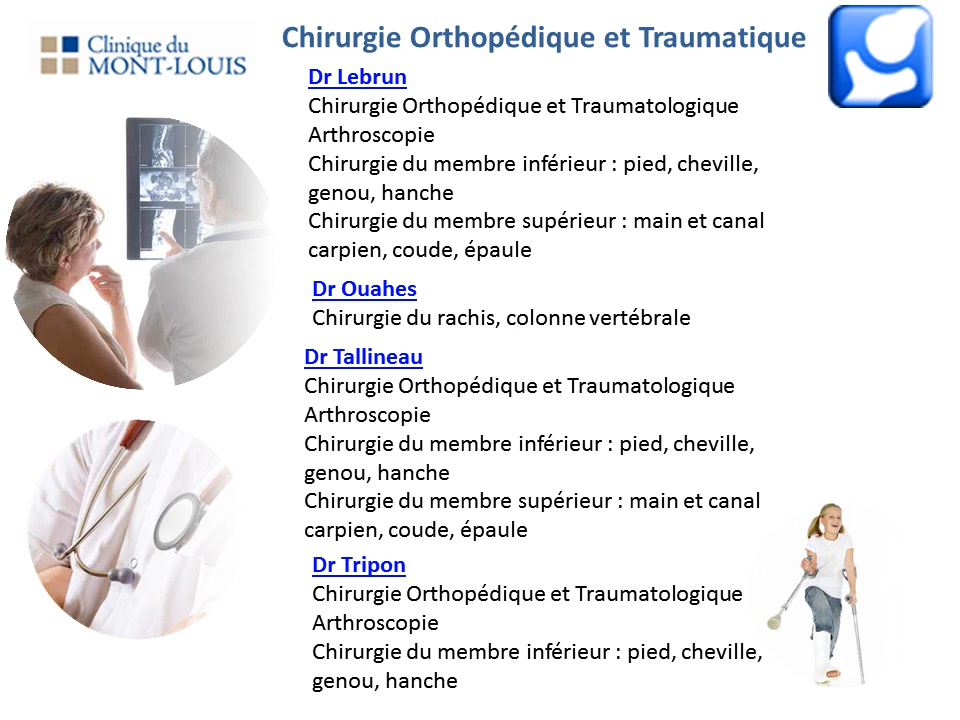 Clinique du
MONT-LOUIS
Chirurgie Orthopédique et Traumatique
Dr Lebrun
Chirurgie Orthopédique et Traumatologique
Arthroscopie
Chirurgie du membre inférieur : pied, cheville,
genou, hanche
Chirurgie du membre supérieur : main et canal
carpien, coude, épaule
Dr Ouahes
Chirurgie du rachis, colonne vertébrale
Dr Tallineau
Chirurgie Orthopédique et Traumatologique
Arthroscopie
Chirurgie du membre inférieur : pied, cheville,
genou, hanche
Chirurgie du membre supérieur : main et canal
carpien, coude, épaule
Dr Tripon
Chirurgie Orthopédique et Traumatologique
Arthroscopie
Chirurgie du membre inférieur : pied, cheville,
genou, hanche